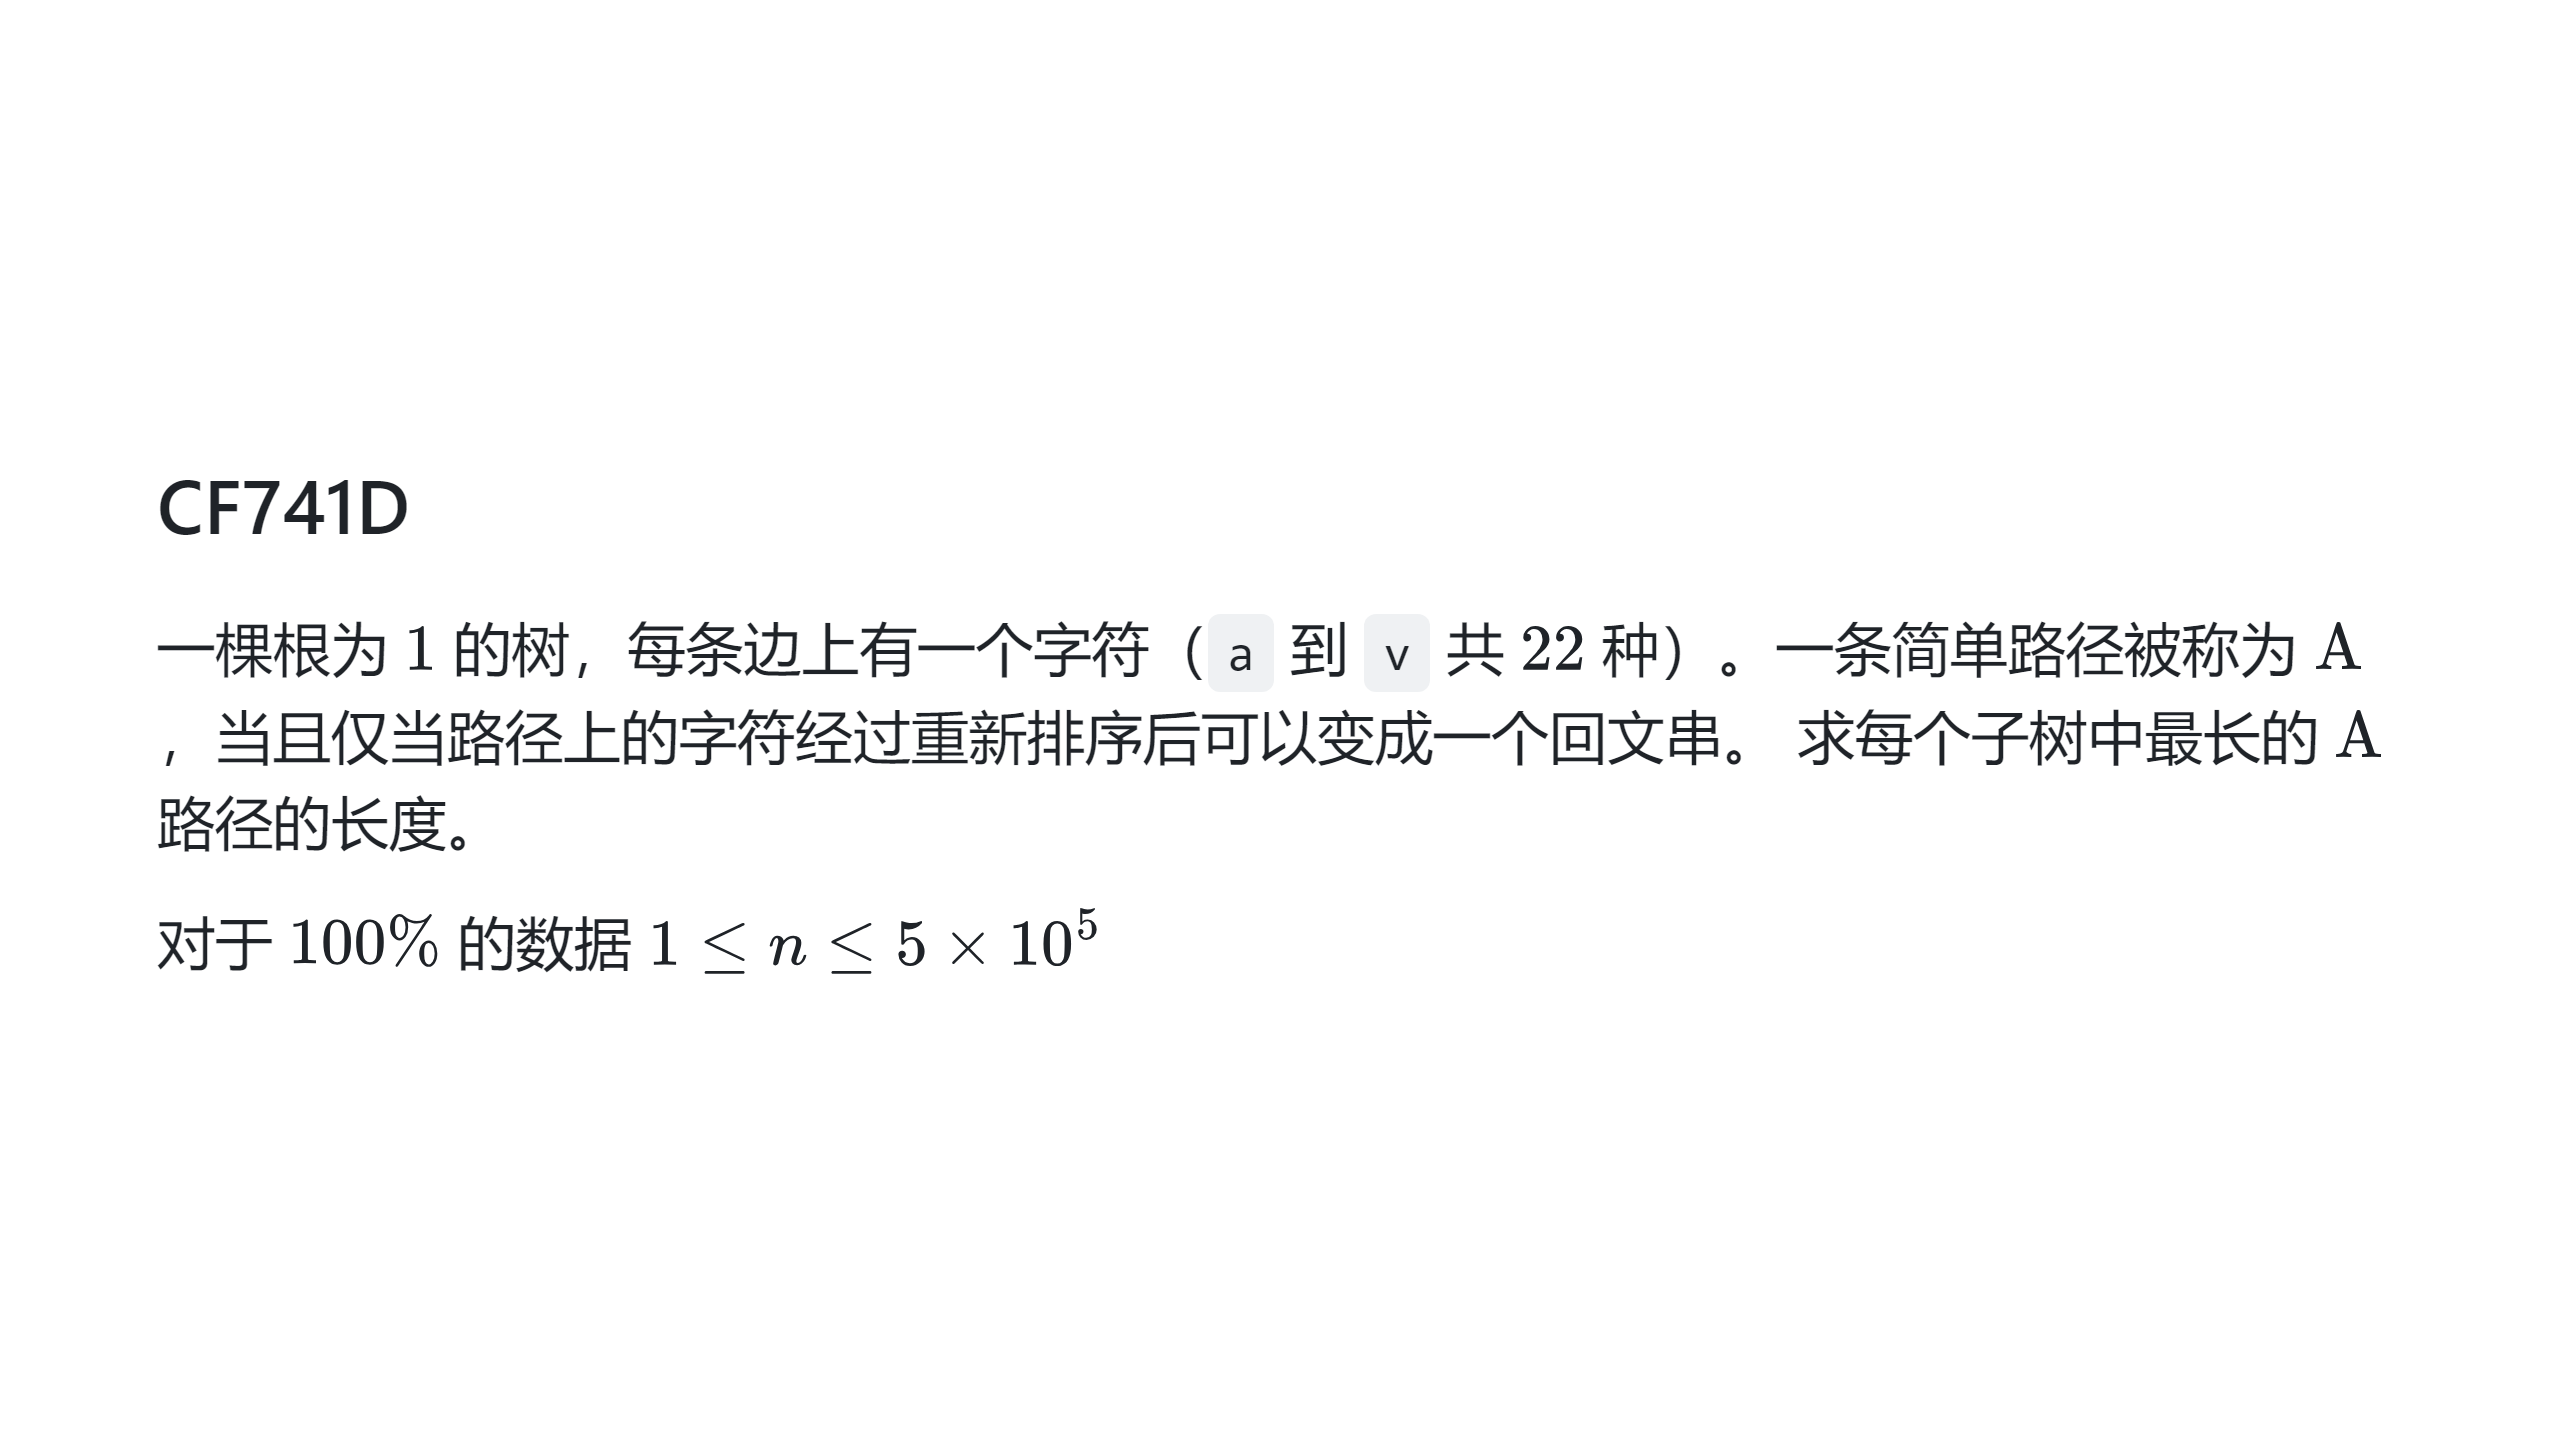 CF741D
一棵根为 1 的树，每条边上有一个字符（a 到 v 共 22 种）。一条简单路径被称为 A
，当且仅当路径上的字符经过重新排序后可以变成一个回文串。 求每个子树中最长的 A
路径的长度。
对于 100% 的数据 1 ≤ n ≤ 5 × 10⁵